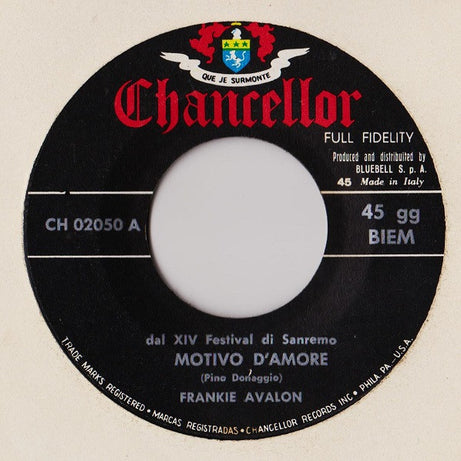 QUE JE SURMONTE
Chancellor
FULL FIDELITY
Produced and distributed by
BLUEBELL S. p A.
45 Made in Italy
CH 02050 A
45 gg
BIEM
dal XIV Festival di Sanremo
MOTIVO D'AMORE
(Pino Donaggio)
FRANKIE AVALON
TRADE MARKS REGISTERED • MARCAS REGISTRADAS • CHANCELLOR RECORDS INC • PHILA. PA - U.S.A.